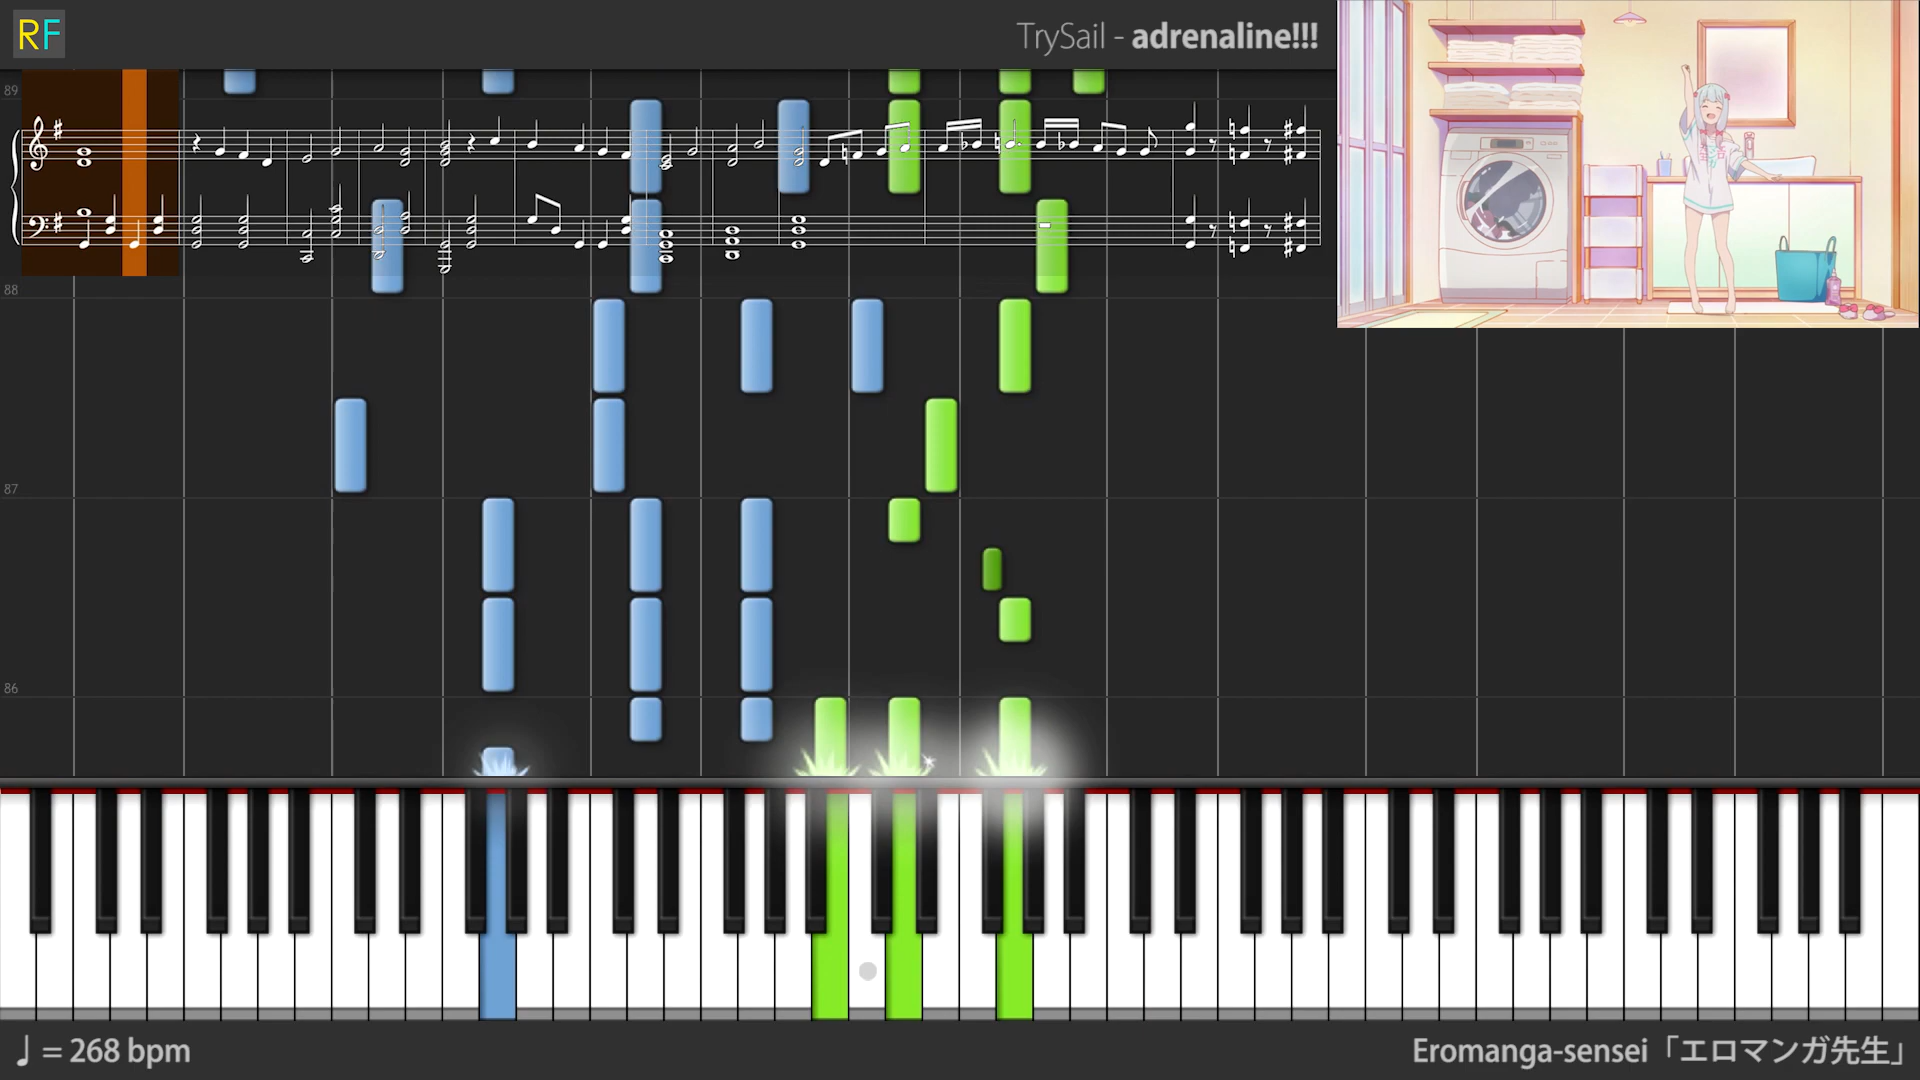 RF
TrySail - adrenaline!!!
89
88
87
86
♩ = 268 bpm
Eromanga-sensei「エロマンガ先生」